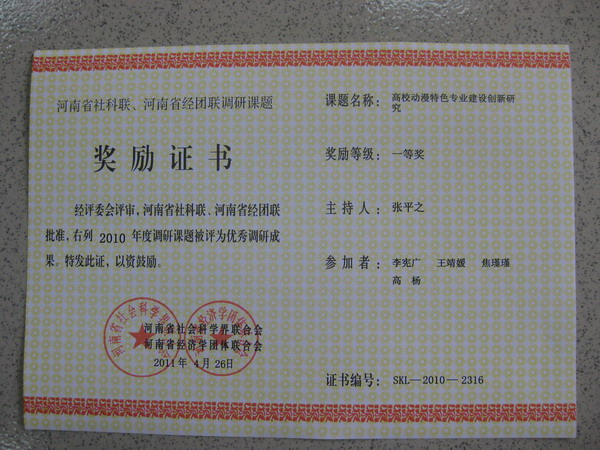 河南省社科联、河南省经团联调研课题
奖励证书
经评委会评审,河南省社科联、河南省经团联
批准,右列 2010 年度调研课题被评为优秀调研成
果。特发此证,以资鼓励。
河南省社会科学界联合会
河南省经济学团体联合会
2011年 4月 26日
课题名称: 高校动漫特色专业建设创新研
究
奖励等级: 一等奖
主持人: 张平之
参加者: 李宪广 王靖媛 焦瑾瑾
高 杨
证书编号: SKL—2010—2316